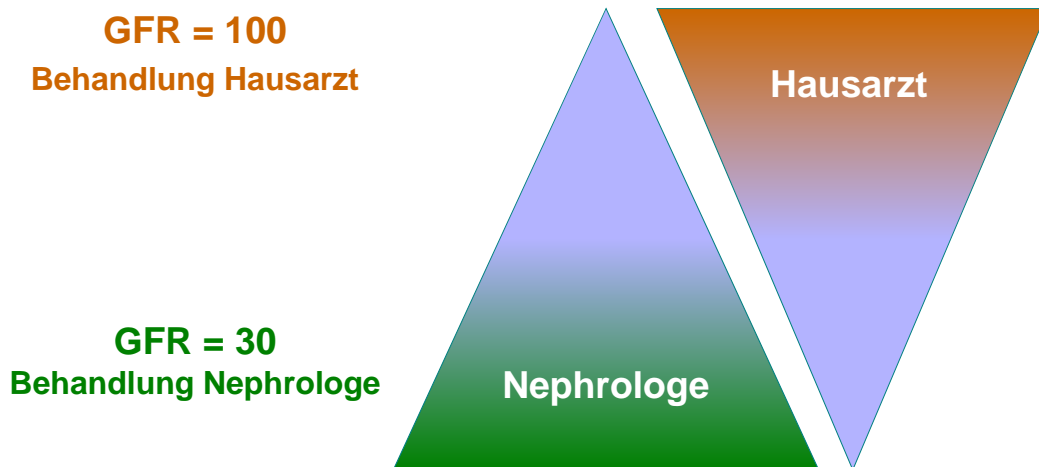 GFR = 100
Behandlung Hausarzt
Hausarzt
GFR = 30
Behandlung Nephrologe
Nephrologe